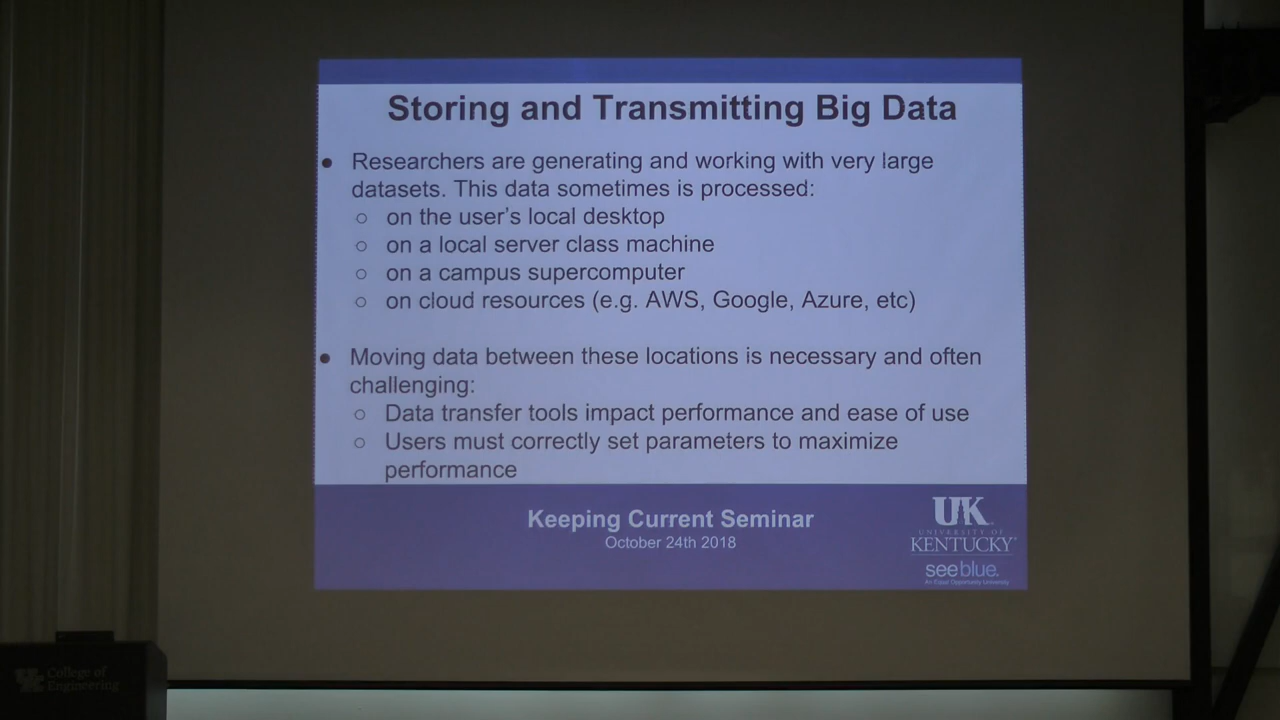 Storing and Transmitting Big Data
● Researchers are generating and working with very large
datasets. This data sometimes is processed:
○ on the user's local desktop
○ on a local server class machine
○ on a campus supercomputer
○ on cloud resources (e.g. AWS, Google, Azure, etc)
● Moving data between these locations is necessary and often
challenging:
○ Data transfer tools impact performance and ease of use
○ Users must correctly set parameters to maximize
performance
Keeping Current Seminar
October 24th 2018
UK
UNIVERSITY OF
KENTUCKY
seeblue.
An Equal Opportunity University
UK College of
Engineering